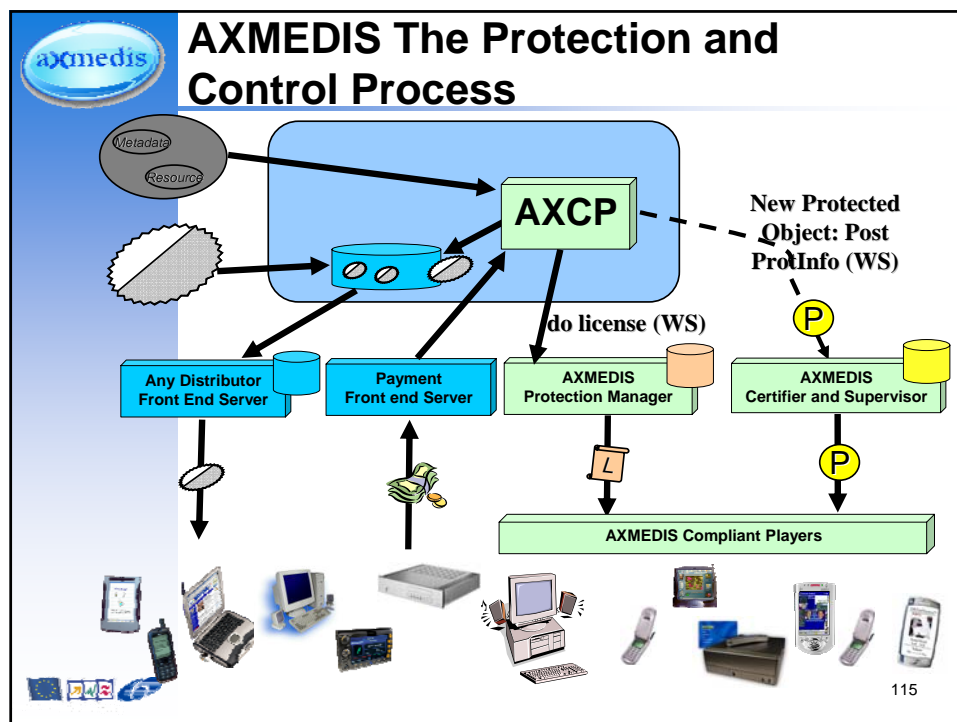 axmedis
AXMEDIS The Protection and
Control Process
Metadata
Resource
AXCP
New Protected
Object: Post
ProtInfo (WS)
P
do license (WS)
Any Distributor
Front End Server
Payment
Front end Server
AXMEDIS
Protection Manager
AXMEDIS
Certifier and Supervisor
L
P
AXMEDIS Compliant Players
115